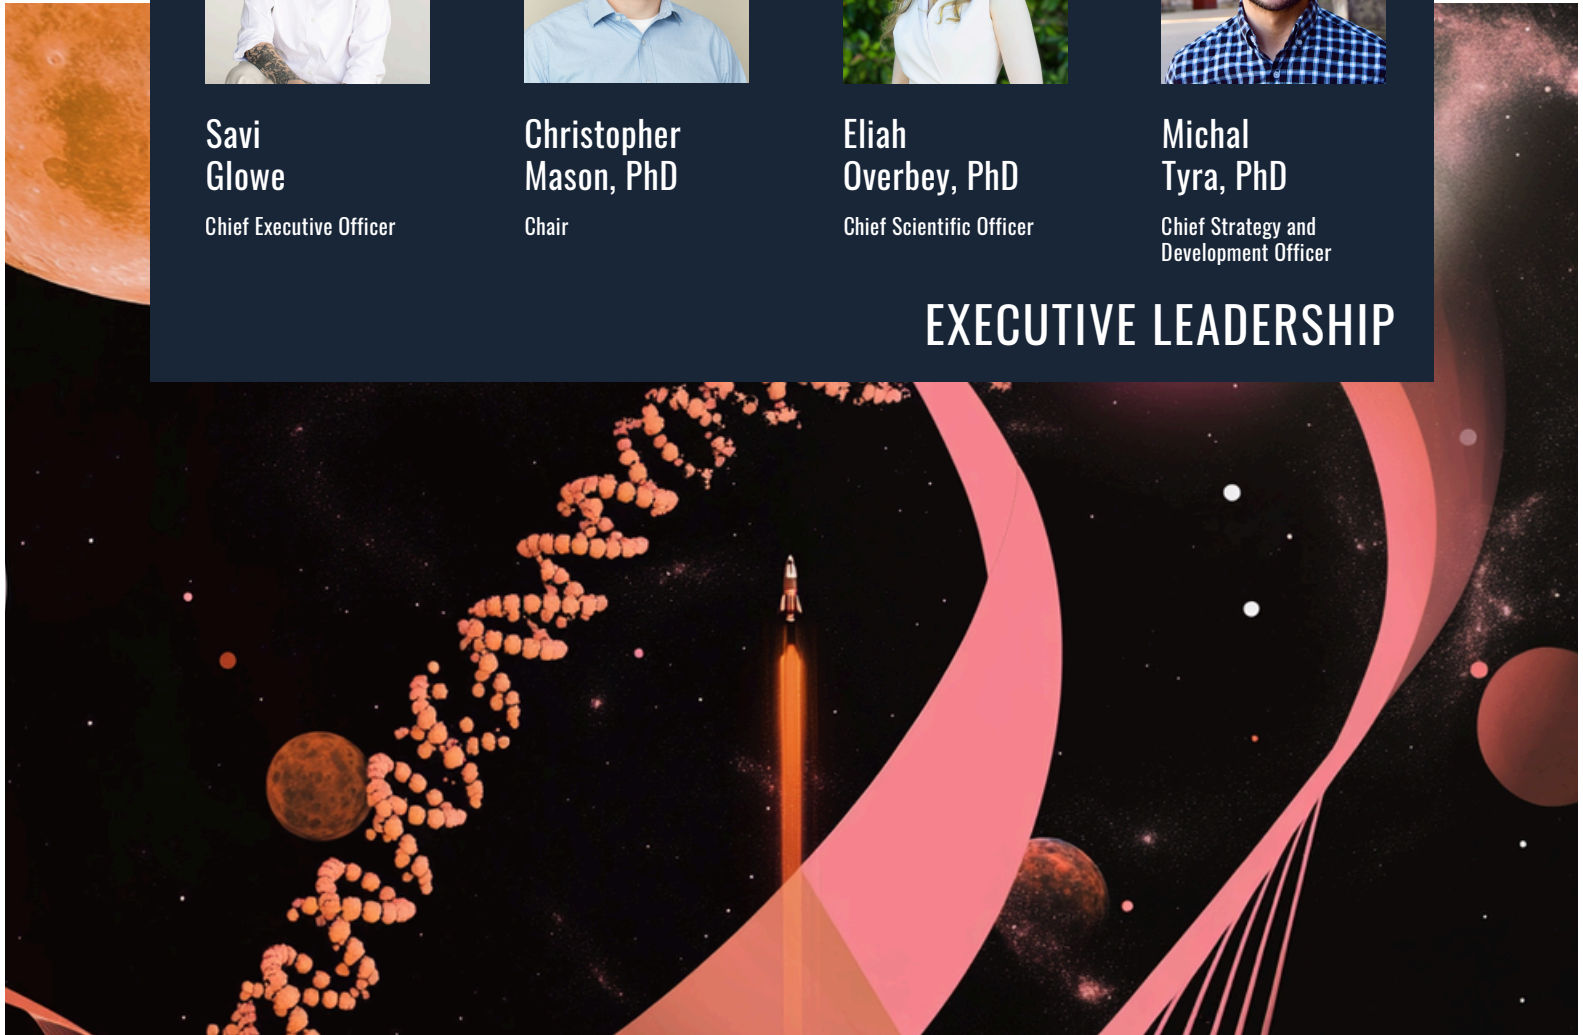 Savi
Glowe
Chief Executive Officer
Christopher
Mason, PhD
Chair
Eliah
Overbey, PhD
Chief Scientific Officer
Michal
Tyra, PhD
Chief Strategy and
Development Officer
EXECUTIVE LEADERSHIP